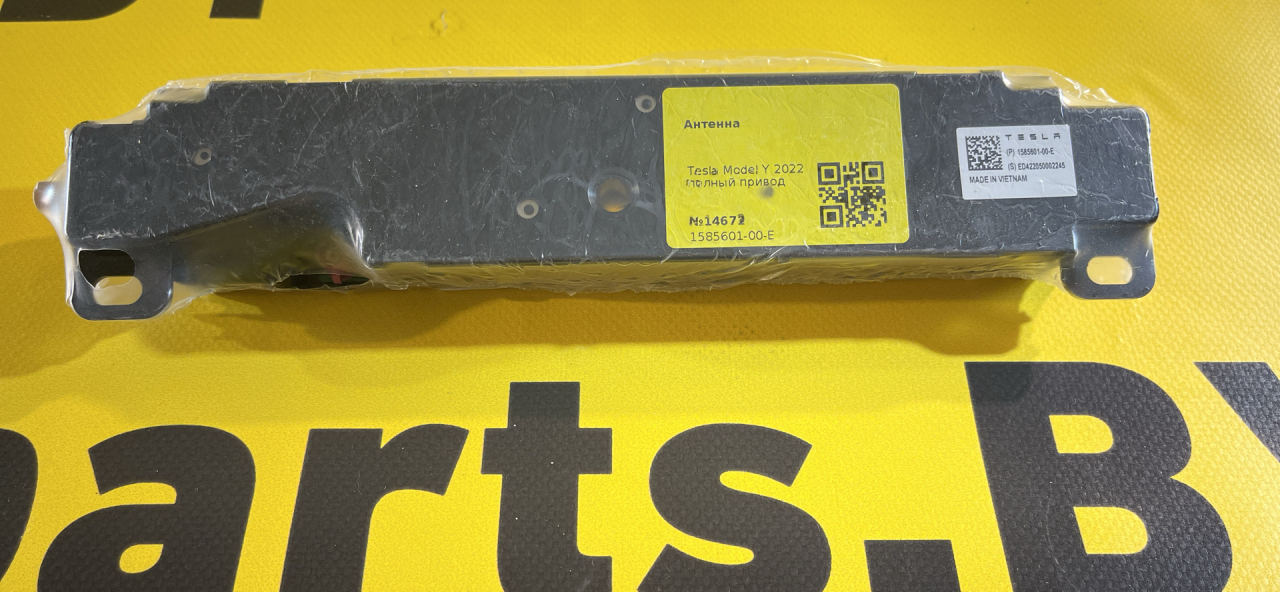 Антенна
Tesla Model Y 2022
полный привод
№14672
1585601-00-E
TESLA
(P) 1585601-00-E
(S) ED422050002245
MADE IN VIETNAM
parts.BY